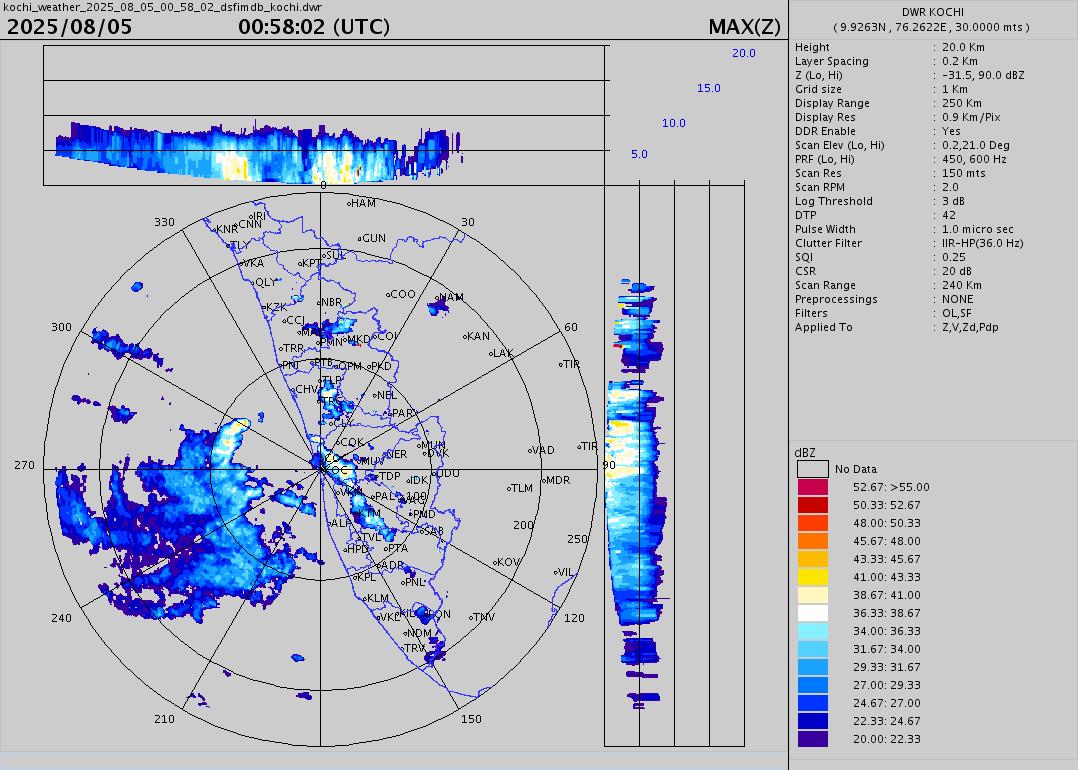 kochi_weather_2025_08_05_00_58_02_dsfimdb_kochi.dwr
2025/08/05 00:58:02 (UTC) MAX(Z)
20.0
15.0
10.0
5.0
0
30
60
90
120
150
210
240
270
300
330
100
200
250
HAM
IRI
CNN
KNR
TLY
GUN
SUL
VKA
KPT
QLY
COO
NAM
NBR
KZK
CCJ
KAN
MKD
COI
PMN
TRR
LAK
TIR
PNI
PTB
OPM
PKD
TLP
CHV
NEL
PAR
COK
MUN
NER
DVK
VAD
TIR
MUV
TDP
IDK
UDU
MDR
TLM
PAL
KTM
PMD
ALP
SAB
TVL
HPD
PTA
ADR
KOV
VIL
KPL
PNL
KLM
VKL
TNV
NDM
TRV
DWR KOCHI
( 9.9263N , 76.2622E , 30.0000 mts )
Height : 20.0 Km
Layer Spacing : 0.2 Km
Z (Lo, Hi) : -31.5, 90.0 dBZ
Grid size : 1 Km
Display Range : 250 Km
Display Res : 0.9 Km/Pix
DDR Enable : Yes
Scan Elev (Lo, Hi) : 0.2,21.0 Deg
PRF (Lo, Hi) : 450, 600 Hz
Scan Res : 150 mts
Scan RPM : 2.0
Log Threshold : 3 dB
DTP : 42
Pulse Width : 1.0 micro sec
Clutter Filter : IIR-HP(36.0 Hz)
SQI : 0.25
CSR : 20 dB
Scan Range : 240 Km
Preprocessings : NONE
Filters : OL,SF
Applied To : Z,V,Zd,Pdp
dBZ
No Data
52.67: >55.00
50.33: 52.67
48.00: 50.33
45.67: 48.00
43.33: 45.67
41.00: 43.33
38.67: 41.00
36.33: 38.67
34.00: 36.33
31.67: 34.00
29.33: 31.67
27.00: 29.33
24.67: 27.00
22.33: 24.67
20.00: 22.33